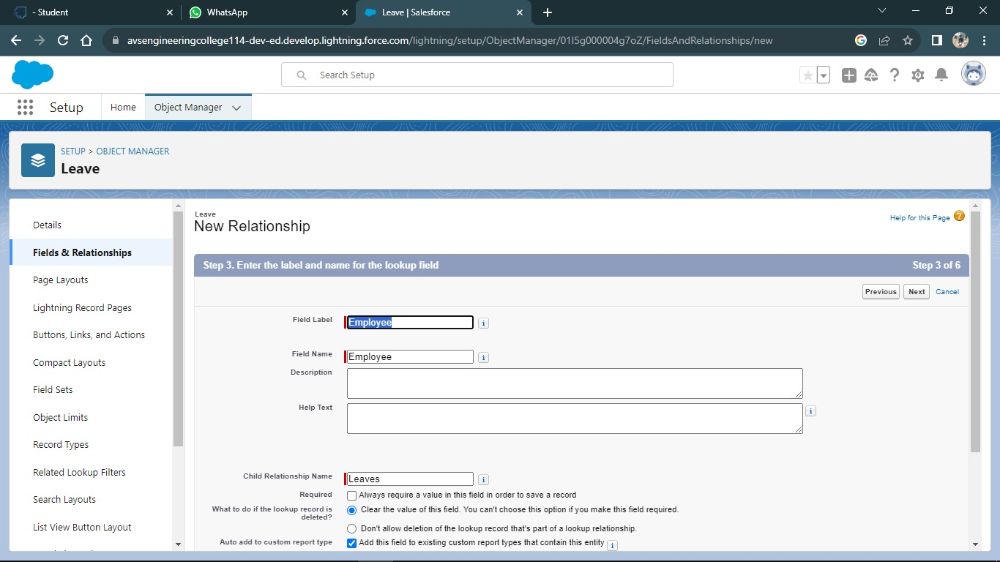 - Student
WhatsApp
Leave | Salesforce
avsengineeringcollege114-dev-ed.develop.lightning.force.com/lightning/setup/ObjectManager/01I5g000004g7oZ/FieldsAndRelationships/new
Search Setup
Setup
Home
Object Manager
SETUP > OBJECT MANAGER
Leave
Details
Fields & Relationships
Page Layouts
Lightning Record Pages
Buttons, Links, and Actions
Compact Layouts
Field Sets
Object Limits
Record Types
Related Lookup Filters
Search Layouts
List View Button Layout
Leave
New Relationship
Help for this Page
Step 3. Enter the label and name for the lookup field
Step 3 of 6
Previous
Next
Cancel
Field Label
Employee
Field Name
Employee
Description
Help Text
Child Relationship Name
Leaves
Required
Always require a value in this field in order to save a record
What to do if the lookup record is
deleted?
Clear the value of this field. You can't choose this option if you make this field required.
Don't allow deletion of the lookup record that's part of a lookup relationship.
Auto add to custom report type
Add this field to existing custom report types that contain this entity